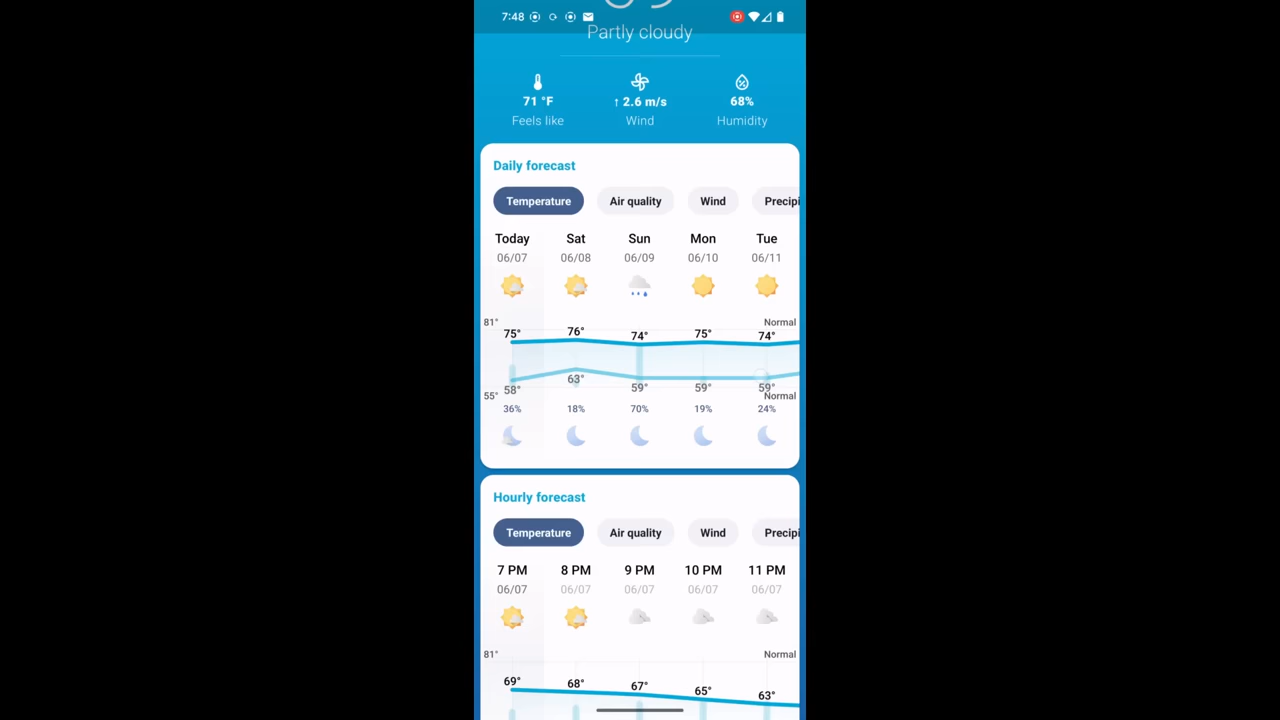 7:48
Partly cloudy
71 °F ↑ 2.6 m/s 68%
Feels like Wind Humidity
Daily forecast
Temperature Air quality Wind Precipi
Today Sat Sun Mon Tue
06/07 06/08 06/09 06/10 06/11
81° Normal
75° 76° 74° 75° 74°
58° 63° 59° 59° 59°
55° Normal
36% 18% 70% 19% 24%
Hourly forecast
Temperature Air quality Wind Precipi
7 PM 8 PM 9 PM 10 PM 11 PM
06/07 06/07 06/07 06/07 06/07
81° Normal
69° 68° 67° 65° 63°